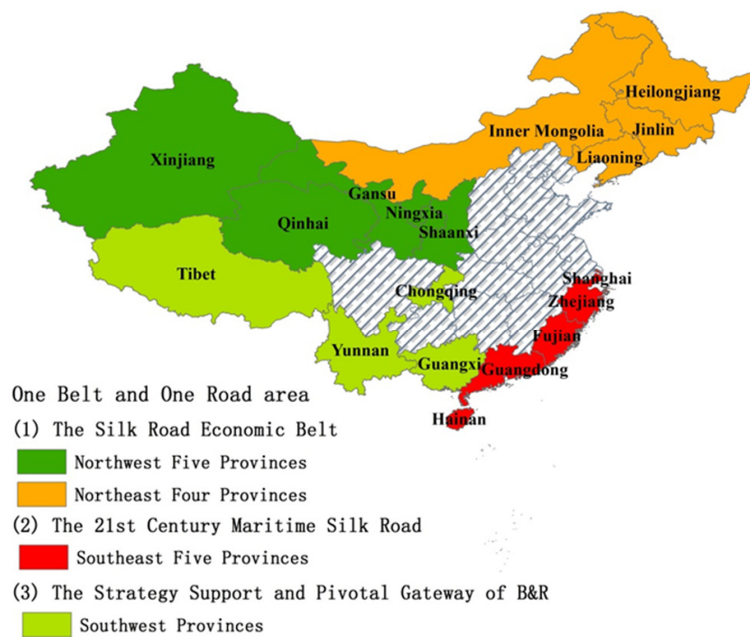 Heilongjiang
Inner Mongolia
Jinlin
Liaoning
Xinjiang
Gansu
Ningxia
Qinhai
Shaanxi
Tibet
Chongqing
Shanghai
Zhejiang
Fujian
Yunnan
Guangxi
Guangdong
Hainan
One Belt and One Road area
(1) The Silk Road Economic Belt
Northwest Five Provinces
Northeast Four Provinces
(2) The 21st Century Maritime Silk Road
Southeast Five Provinces
(3) The Strategy Support and Pivotal Gateway of B&R
Southwest Provinces